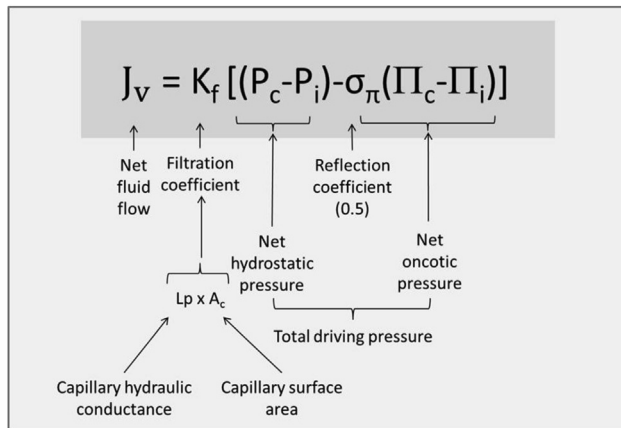 Jv = Kf [(Pc-Pi)-σπ(Πc-Πi)]
Net
fluid
flow
Filtration
coefficient
Reflection
coefficient
(0.5)
Net
hydrostatic
pressure
Net
oncotic
pressure
Lp x Ac
Total driving pressure
Capillary hydraulic
conductance
Capillary surface
area